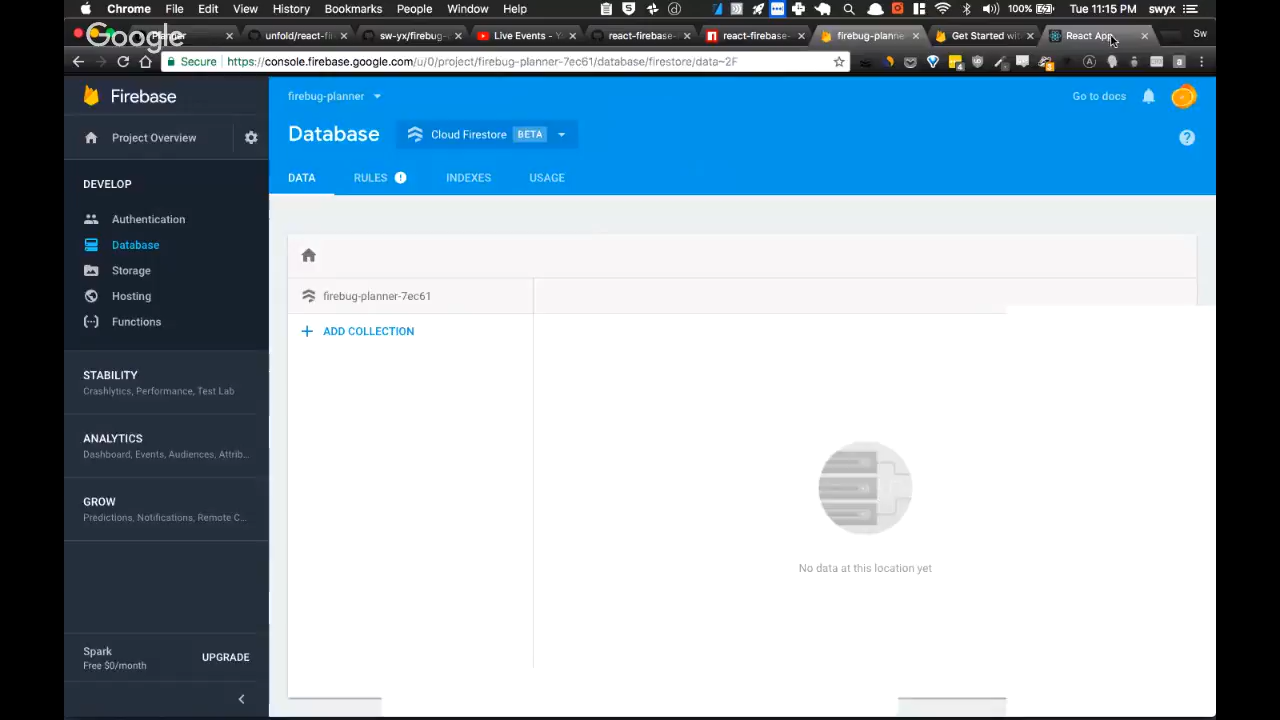 Chrome File Edit View History Bookmarks People Window Help 100% Tue 11:15 PM swyx
Google
unfold/react-fir sw-yx/firebug-c Live Events - Y react-firebase- react-firebase- firebug-planne Get Started with React App Sw
Secure https://console.firebase.google.com/u/0/project/firebug-planner-7ec61/database/firestore/data~2F
Firebase
firebug-planner
Go to docs
Project Overview
Database
Cloud Firestore BETA
DATA RULES INDEXES USAGE
DEVELOP
Authentication
Database
Storage
Hosting
Functions
firebug-planner-7ec61
ADD COLLECTION
No data at this location yet
STABILITY
Crashlytics, Performance, Test Lab
ANALYTICS
Dashboard, Events, Audiences, Attrib...
GROW
Predictions, Notifications, Remote C...
Spark
Free $0/month
UPGRADE